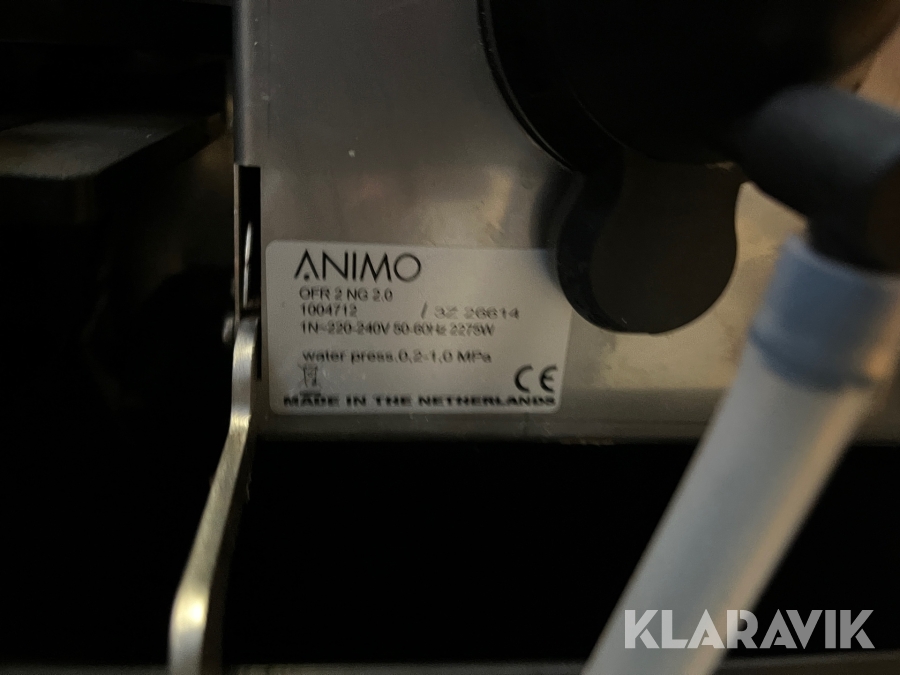 ANIMO
OFR 2 NG 2.0
1004712 / 3Z 26614
1N~220-240V 50-60Hz 2275W
water press.0,2-1,0 MPa
CE
MADE IN THE NETHERLANDS
KLARAVIK